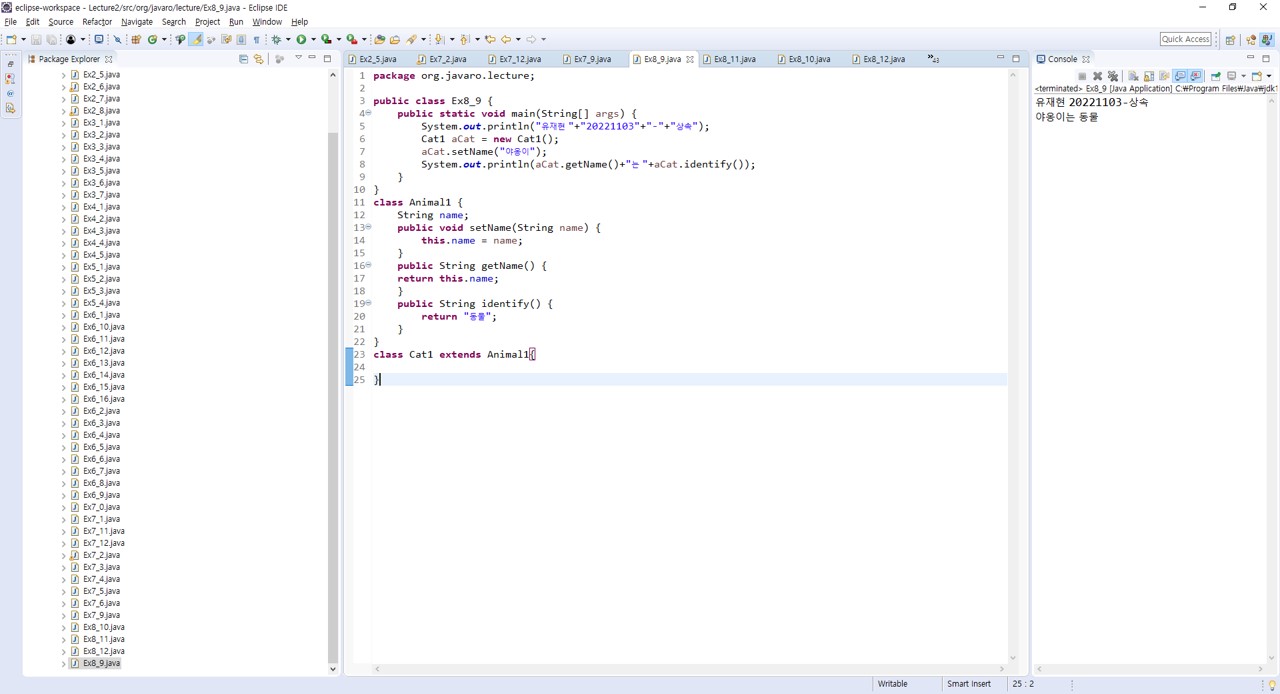 eclipse-workspace - Lecture2/src/org/javaro/lecture/Ex8_9.java - Eclipse IDE
File Edit Source Refactor Navigate Search Project Run Window Help
Quick Access
Package Explorer
Ex2_5.java
Ex2_6.java
Ex2_7.java
Ex2_8.java
Ex3_1.java
Ex3_2.java
Ex3_3.java
Ex3_4.java
Ex3_5.java
Ex3_6.java
Ex3_7.java
Ex4_1.java
Ex4_2.java
Ex4_3.java
Ex4_4.java
Ex4_5.java
Ex5_1.java
Ex5_2.java
Ex5_3.java
Ex5_4.java
Ex6_1.java
Ex6_10.java
Ex6_11.java
Ex6_12.java
Ex6_13.java
Ex6_14.java
Ex6_15.java
Ex6_16.java
Ex6_2.java
Ex6_3.java
Ex6_4.java
Ex6_5.java
Ex6_6.java
Ex6_7.java
Ex6_8.java
Ex6_9.java
Ex7_0.java
Ex7_1.java
Ex7_11.java
Ex7_12.java
Ex7_2.java
Ex7_3.java
Ex7_4.java
Ex7_5.java
Ex7_6.java
Ex7_9.java
Ex8_10.java
Ex8_11.java
Ex8_12.java
Ex8_9.java
Ex2_5.java Ex7_2.java Ex7_12.java Ex7_9.java Ex8_9.java Ex8_11.java Ex8_10.java Ex8_12.java
1 package org.javaro.lecture;
2
3 public class Ex8_9 {
4 public static void main(String[] args) {
5 System.out.println("유재현 "+"20221103"+"-"+"상속");
6 Cat1 aCat = new Cat1();
7 aCat.setName("야옹이");
8 System.out.println(aCat.getName()+"는 "+aCat.identify());
9 }
10 }
11 class Animal1 {
12 String name;
13 public void setName(String name) {
14 this.name = name;
15 }
16 public String getName() {
17 return this.name;
18 }
19 public String identify() {
20 return "동물";
21 }
22 }
23 class Cat1 extends Animal1{
24
25 }
Console
<terminated> Ex8_9 [Java Application] C:₩Program Files₩Java₩jdk1
유재현 20221103-상속
야옹이는 동물
Writable Smart Insert 25 : 2